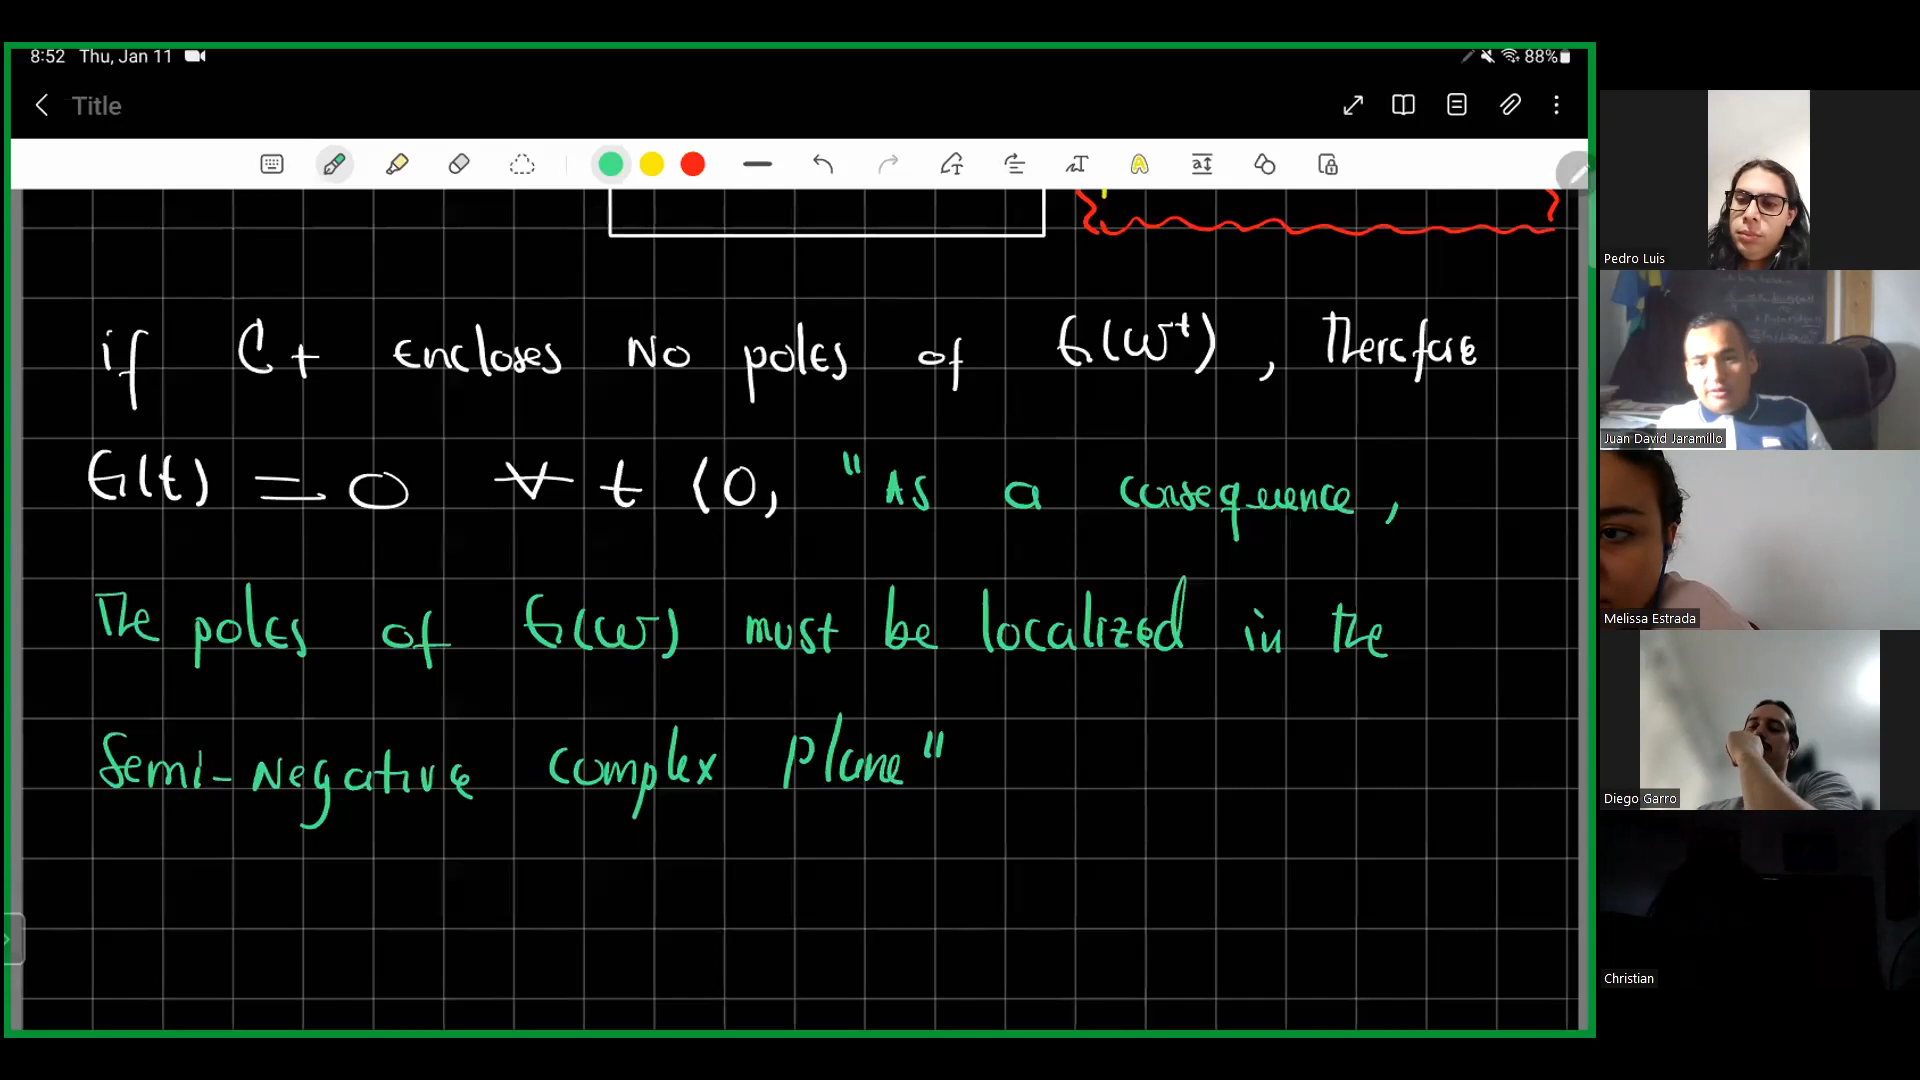 8:52 Thu, Jan 11 88%
Title
if C+ encloses No poles of G(ω⁺), Therefore
G(t) = 0 ∀ t < 0, "As a consequence,
The poles of G(ω) must be localized in the
Semi-Negative complex plane"
Pedro Luis
Juan David Jaramillo
Melissa Estrada
Diego Garro
Christian